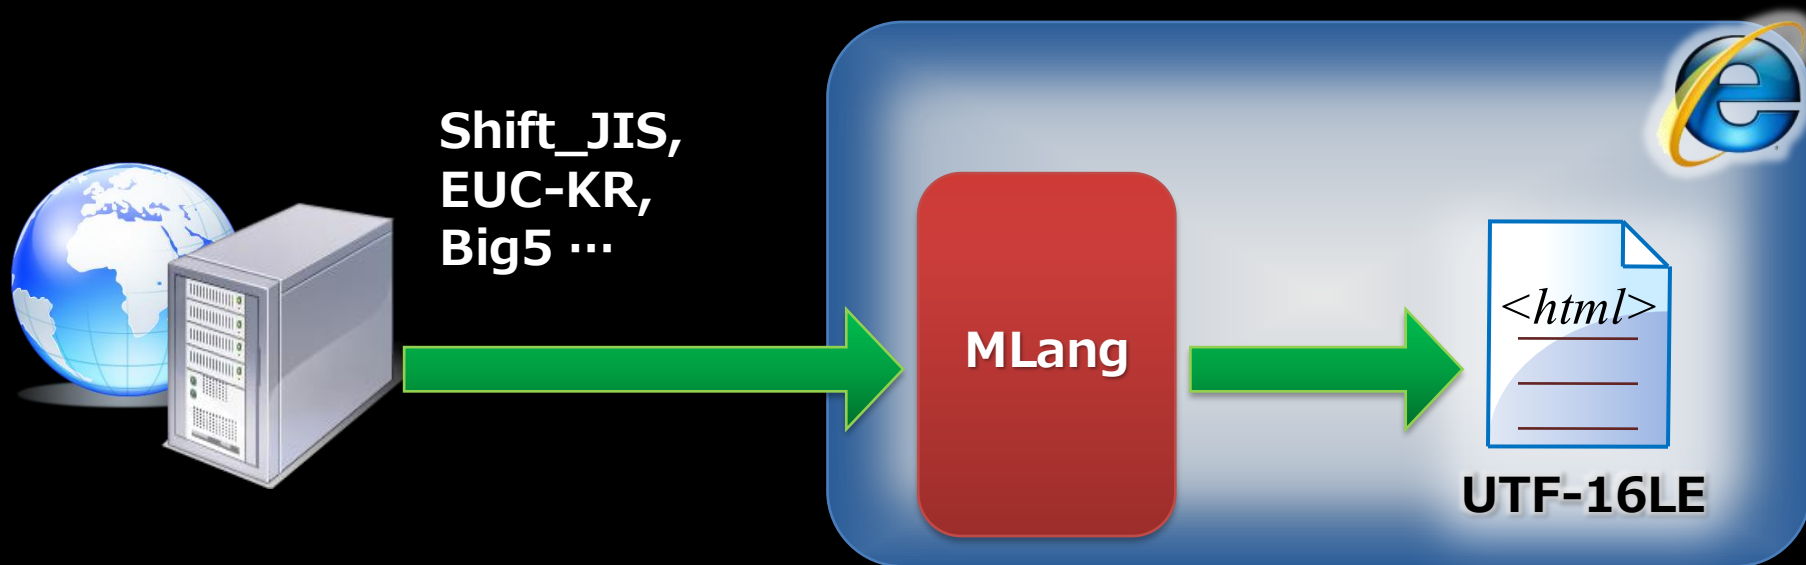 Shift_JIS,
EUC-KR,
Big5 …
MLang
<html>
UTF-16LE